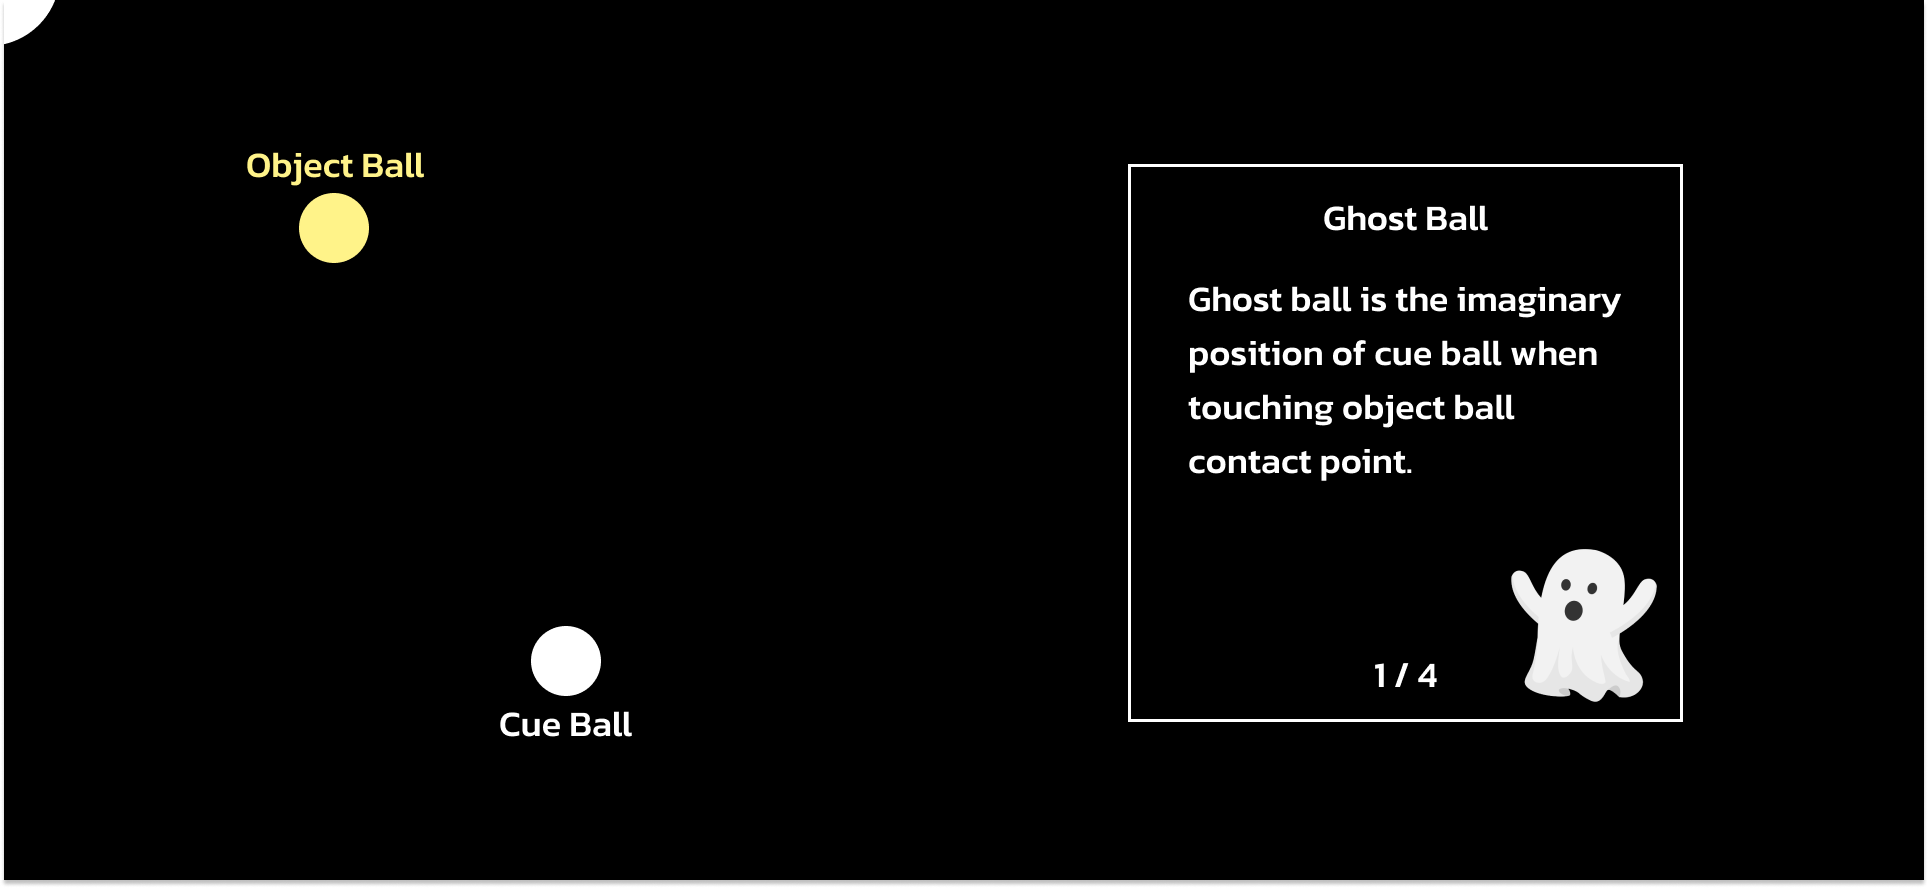 Object Ball
Cue Ball
Ghost Ball
Ghost ball is the imaginary
position of cue ball when
touching object ball
contact point.
1 / 4